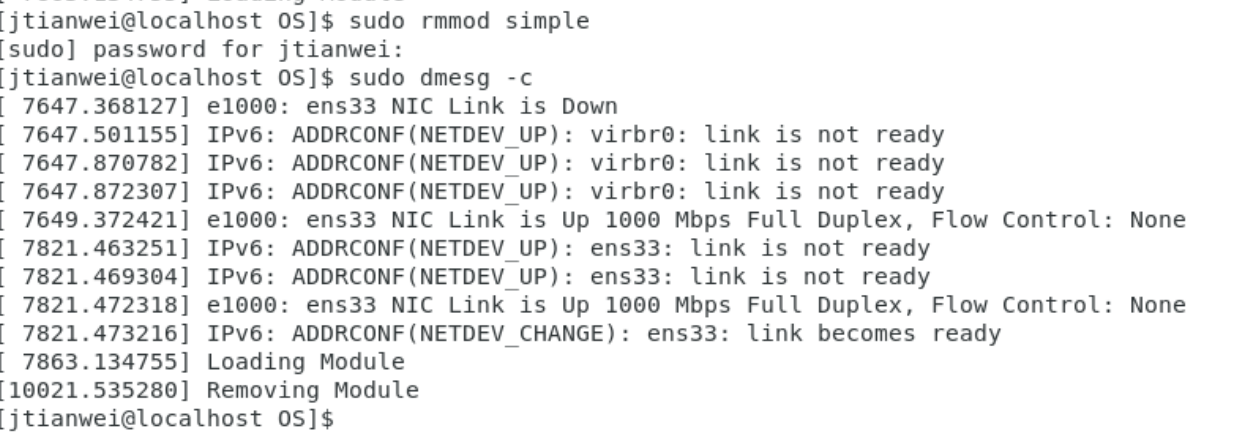 [jtianwei@localhost OS]$ sudo rmmod simple
[sudo] password for jtianwei:
[jtianwei@localhost OS]$ sudo dmesg -c
[ 7647.368127] e1000: ens33 NIC Link is Down
[ 7647.501155] IPv6: ADDRCONF(NETDEV_UP): virbr0: link is not ready
[ 7647.870782] IPv6: ADDRCONF(NETDEV_UP): virbr0: link is not ready
[ 7647.872307] IPv6: ADDRCONF(NETDEV_UP): virbr0: link is not ready
[ 7649.372421] e1000: ens33 NIC Link is Up 1000 Mbps Full Duplex, Flow Control: None
[ 7821.463251] IPv6: ADDRCONF(NETDEV_UP): ens33: link is not ready
[ 7821.469304] IPv6: ADDRCONF(NETDEV_UP): ens33: link is not ready
[ 7821.472318] e1000: ens33 NIC Link is Up 1000 Mbps Full Duplex, Flow Control: None
[ 7821.473216] IPv6: ADDRCONF(NETDEV_CHANGE): ens33: link becomes ready
[ 7863.134755] Loading Module
[10021.535280] Removing Module
[jtianwei@localhost OS]$